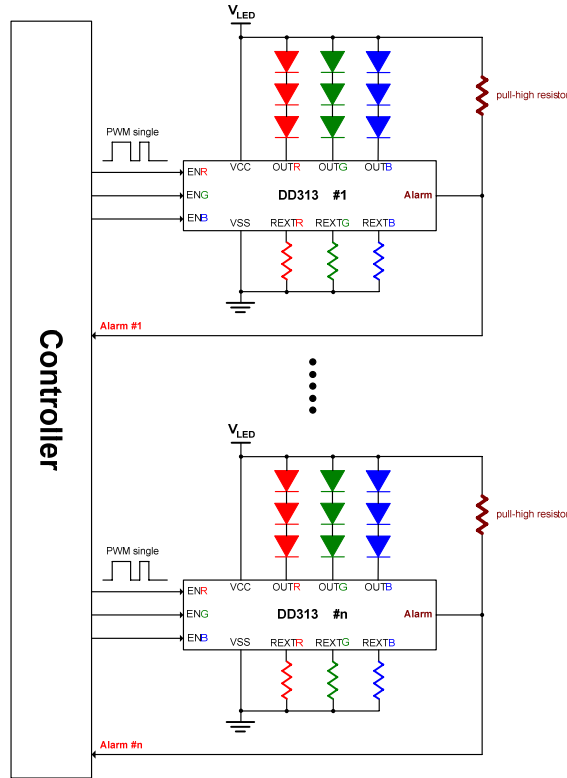 VLED
pull-high resistor
PWM single
VCC OUTR OUTG OUTB
ENR
ENG
ENB
DD313 #1
Alarm
VSS REXTR REXTG REXTB
Alarm #1
Controller
VLED
pull-high resistor
PWM single
VCC OUTR OUTG OUTB
ENR
ENG
ENB
DD313 #n
Alarm
VSS REXTR REXTG REXTB
Alarm #n